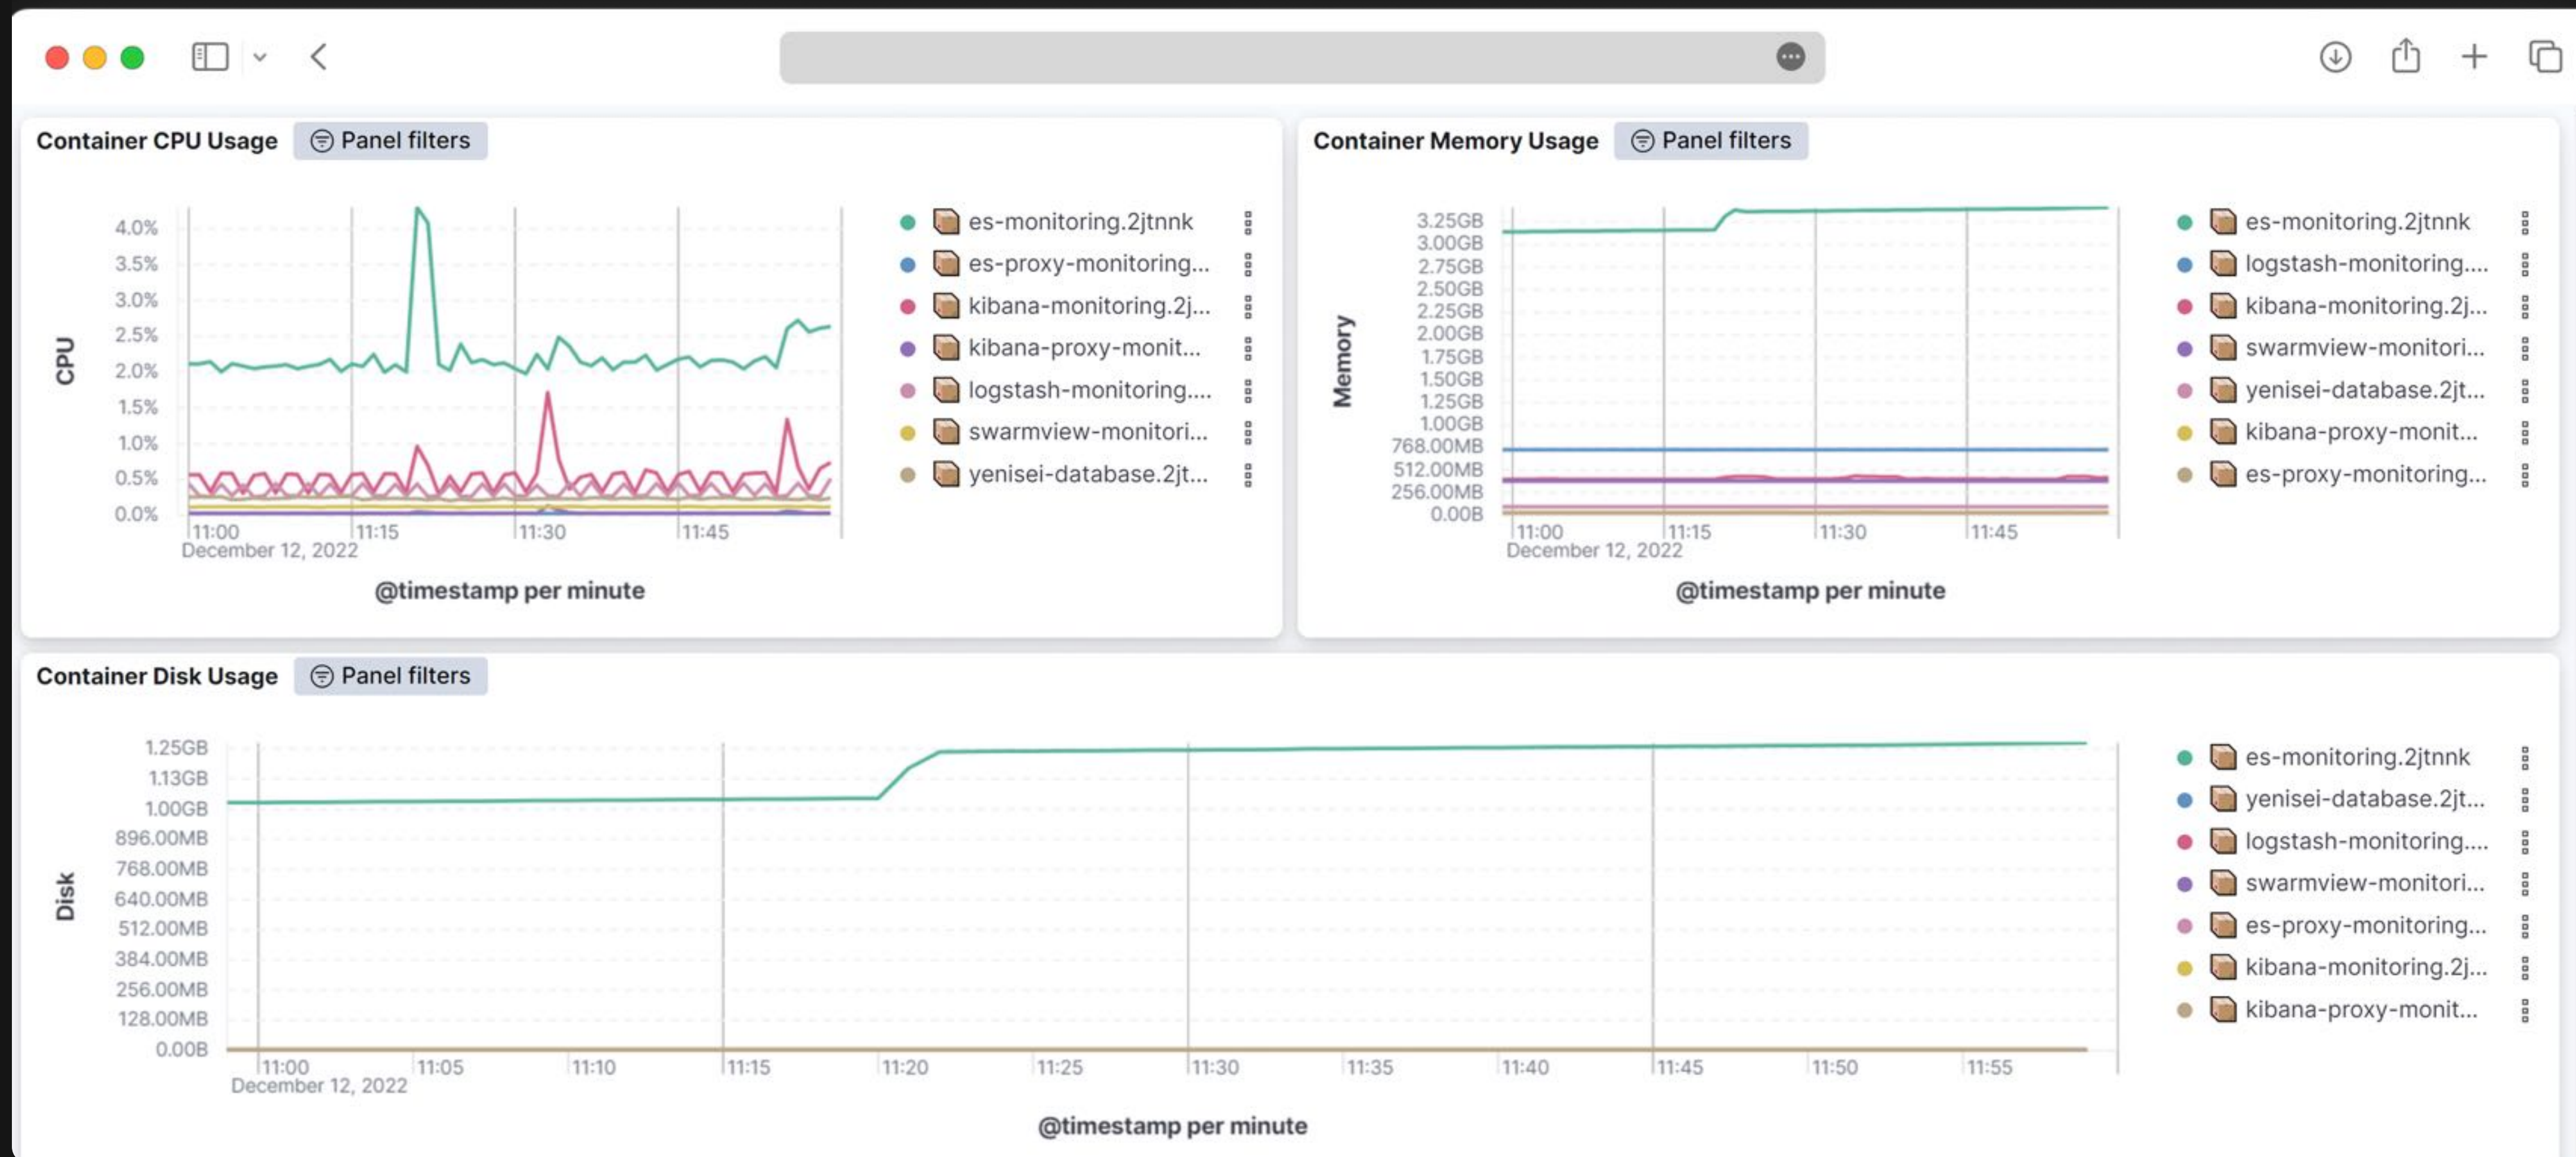 Container CPU Usage Panel filters
CPU
4.0%
3.5%
3.0%
2.5%
2.0%
1.5%
1.0%
0.5%
0.0%
11:00 11:15 11:30 11:45
December 12, 2022
@timestamp per minute
es-monitoring.2jtnnk
es-proxy-monitoring...
kibana-monitoring.2j...
kibana-proxy-monit...
logstash-monitoring....
swarmview-monitori...
yenisei-database.2jt...
Container Memory Usage Panel filters
Memory
3.25GB
3.00GB
2.75GB
2.50GB
2.25GB
2.00GB
1.75GB
1.50GB
1.25GB
1.00GB
768.00MB
512.00MB
256.00MB
0.00B
11:00 11:15 11:30 11:45
December 12, 2022
@timestamp per minute
es-monitoring.2jtnnk
logstash-monitoring....
kibana-monitoring.2j...
swarmview-monitori...
yenisei-database.2jt...
kibana-proxy-monit...
es-proxy-monitoring...
Container Disk Usage Panel filters
Disk
1.25GB
1.13GB
1.00GB
896.00MB
768.00MB
640.00MB
512.00MB
384.00MB
256.00MB
128.00MB
0.00B
11:00 11:05 11:10 11:15 11:20 11:25 11:30 11:35 11:40 11:45 11:50 11:55
December 12, 2022
@timestamp per minute
es-monitoring.2jtnnk
yenisei-database.2jt...
logstash-monitoring....
swarmview-monitori...
es-proxy-monitoring...
kibana-monitoring.2j...
kibana-proxy-monit...